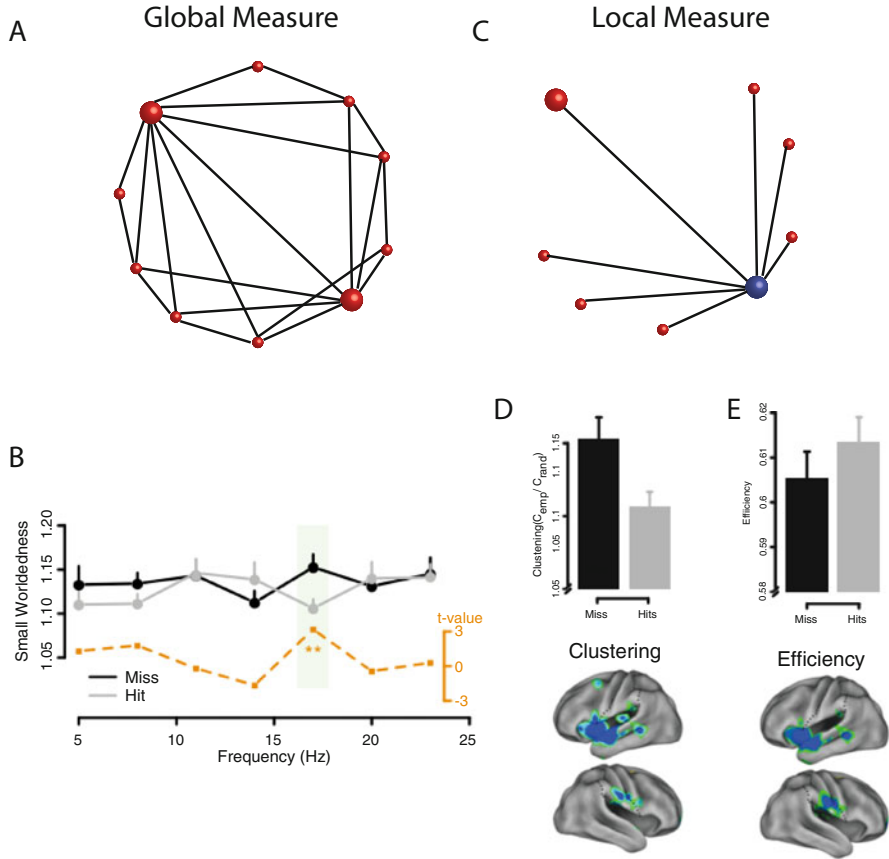 A
Global Measure
C
Local Measure
B
Small Worldedness
1.20
1.15
1.10
1.05
t-value
3
0
-3
**
Miss
Hit
5
10
15
20
25
Frequency (Hz)
D
Clustering(Cemp/ Crand)
1.15
1.1
1.1
1.05
1.05
Miss
Hits
E
Efficiency
0.62
0.61
0.6
0.59
0.58
Miss
Hits
Clustering
Efficiency